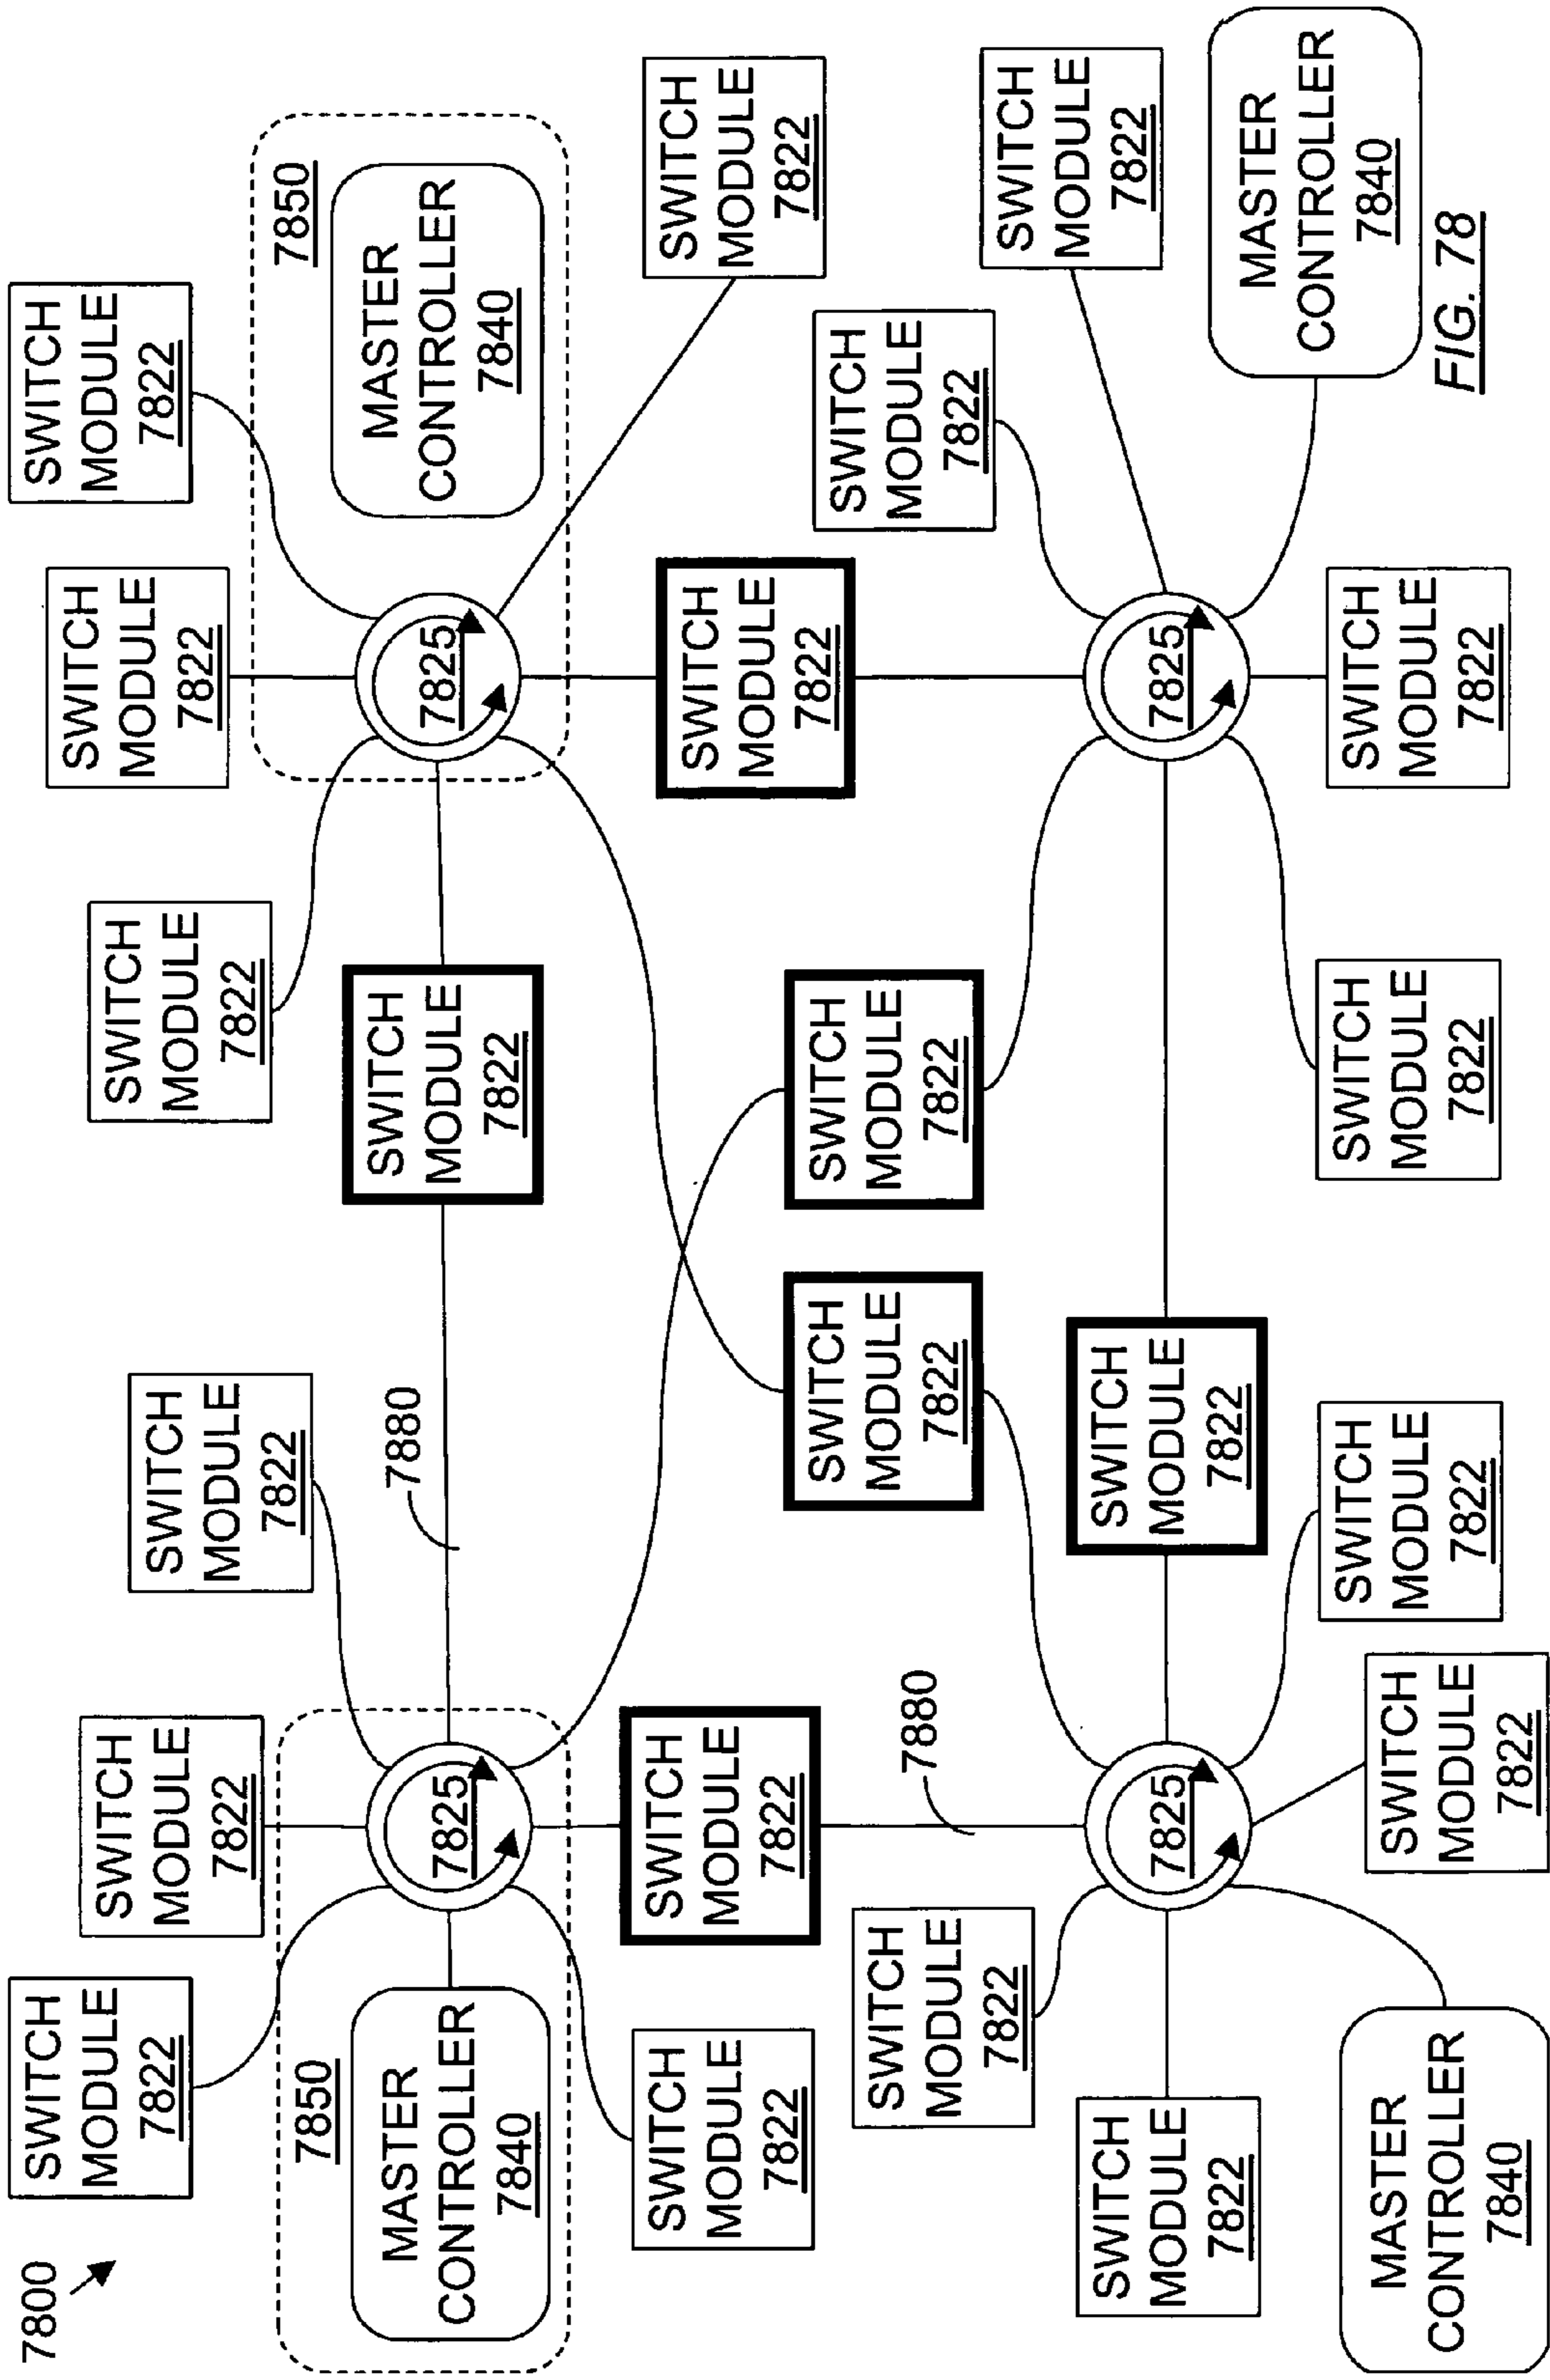 7800
SWITCH
MODULE
7822
SWITCH
MODULE
7822
SWITCH
MODULE
7822
SWITCH
MODULE
7822
SWITCH
MODULE
7822
SWITCH
MODULE
7822
7850
MASTER
CONTROLLER
7840
7825
7880
SWITCH
MODULE
7822
7825
7850
MASTER
CONTROLLER
7840
SWITCH
MODULE
7822
SWITCH
MODULE
7822
SWITCH
MODULE
7822
SWITCH
MODULE
7822
SWITCH
MODULE
7822
7880
SWITCH
MODULE
7822
SWITCH
MODULE
7822
SWITCH
MODULE
7822
SWITCH
MODULE
7822
SWITCH
MODULE
7822
7825
SWITCH
MODULE
7822
7825
MASTER
CONTROLLER
7840
MASTER
CONTROLLER
7840
SWITCH
MODULE
7822
SWITCH
MODULE
7822
SWITCH
MODULE
7822
SWITCH
MODULE
7822
FIG. 78